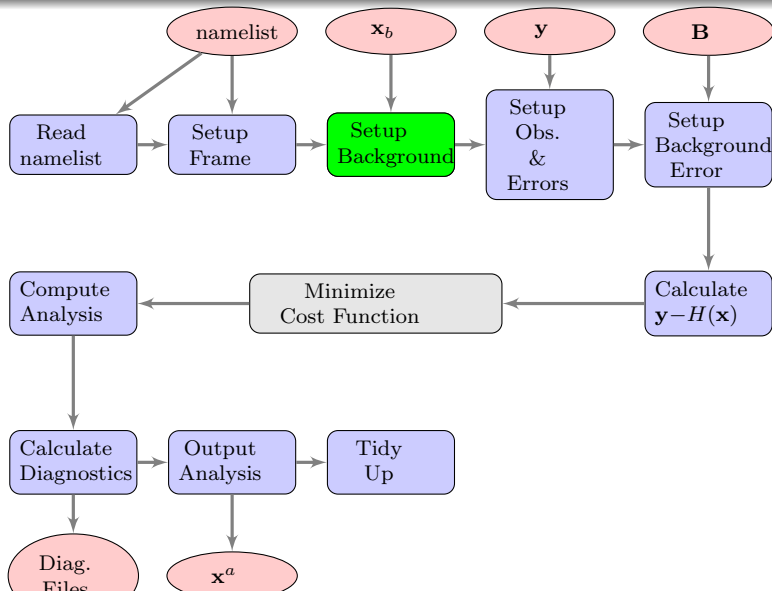 namelist
x_b
y
B
Read
namelist
Setup
Frame
Setup
Background
Setup
Obs.
&
Errors
Setup
Background
Error
Compute
Analysis
Minimize
Cost Function
Calculate
y−H(x)
Calculate
Diagnostics
Output
Analysis
Tidy
Up
Diag.
Files
x^a